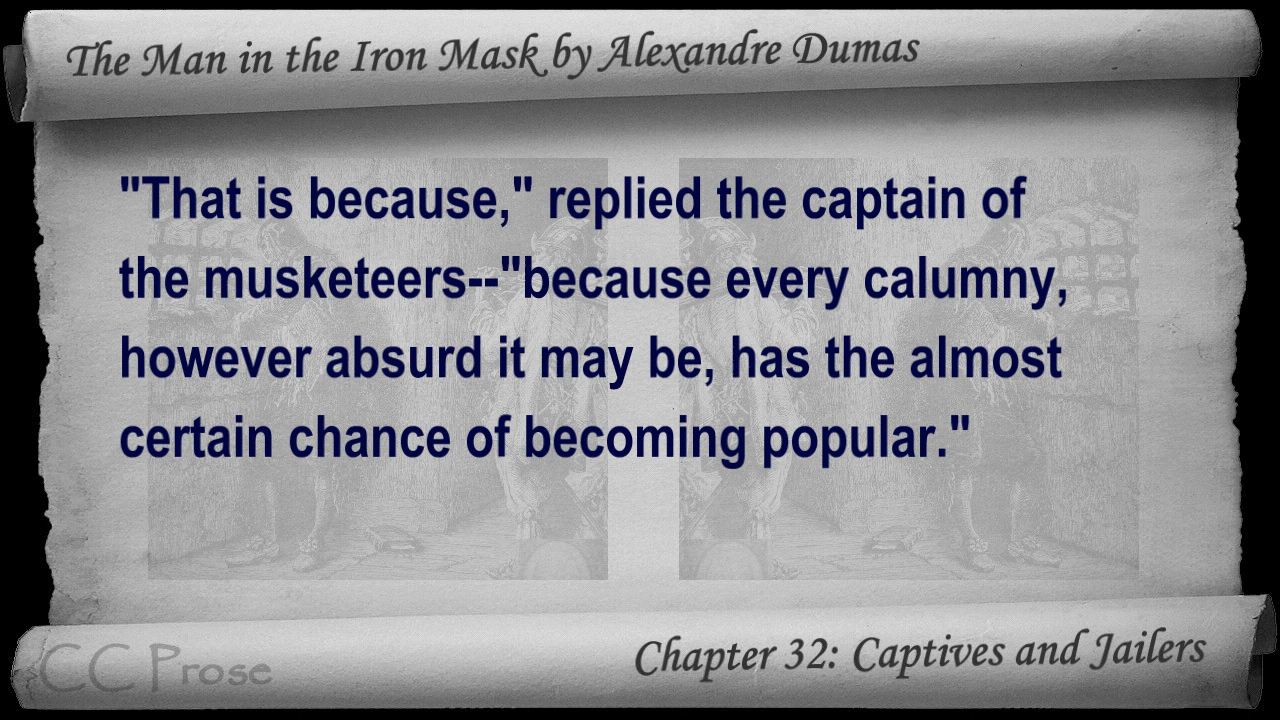 The Man in the Iron Mask by Alexandre Dumas
"That is because," replied the captain of
the musketeers--"because every calumny,
however absurd it may be, has the almost
certain chance of becoming popular."
CC Prose
Chapter 32: Captives and Jailers